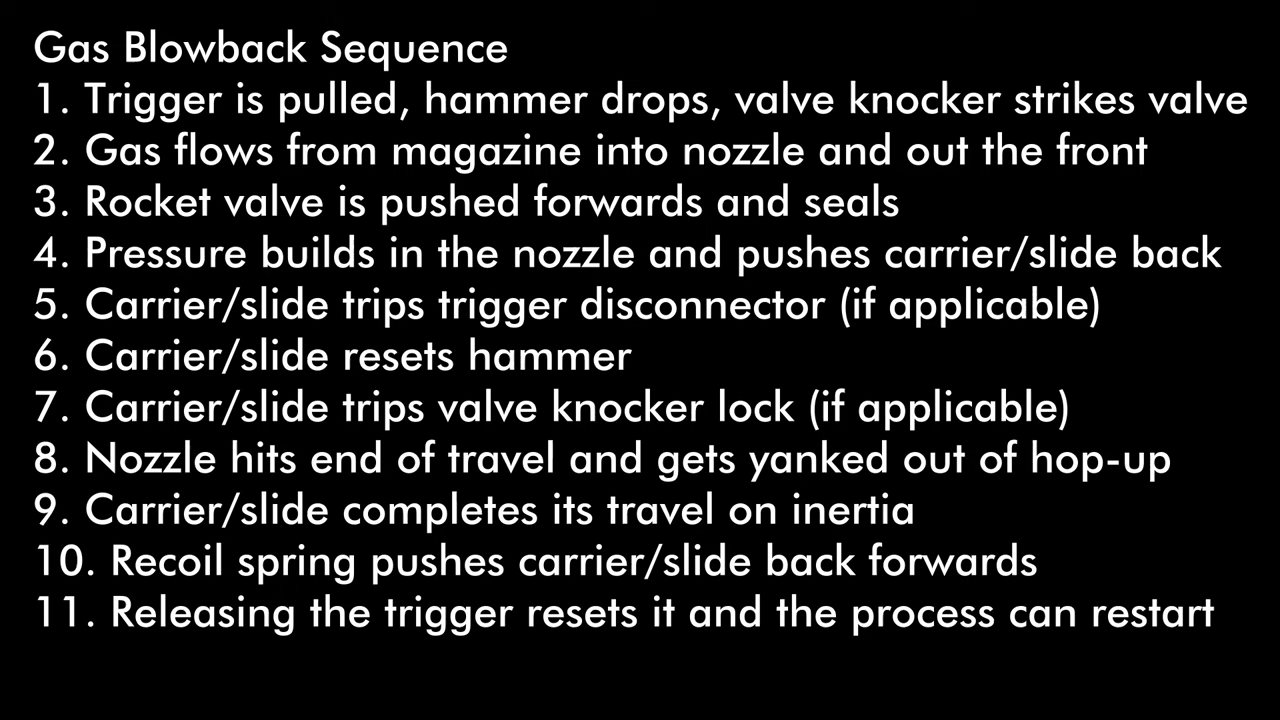 Gas Blowback Sequence
1. Trigger is pulled, hammer drops, valve knocker strikes valve
2. Gas flows from magazine into nozzle and out the front
3. Rocket valve is pushed forwards and seals
4. Pressure builds in the nozzle and pushes carrier/slide back
5. Carrier/slide trips trigger disconnector (if applicable)
6. Carrier/slide resets hammer
7. Carrier/slide trips valve knocker lock (if applicable)
8. Nozzle hits end of travel and gets yanked out of hop-up
9. Carrier/slide completes its travel on inertia
10. Recoil spring pushes carrier/slide back forwards
11. Releasing the trigger resets it and the process can restart